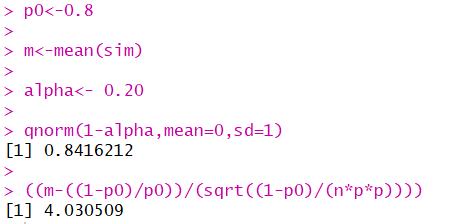 > p0<-0.8
>
> m<-mean(sim)
>
> alpha<- 0.20
>
> qnorm(1-alpha,mean=0,sd=1)
[1] 0.8416212
>
> ((m-((1-p0)/p0))/(sqrt((1-p0)/(n*p*p))))
[1] 4.030509